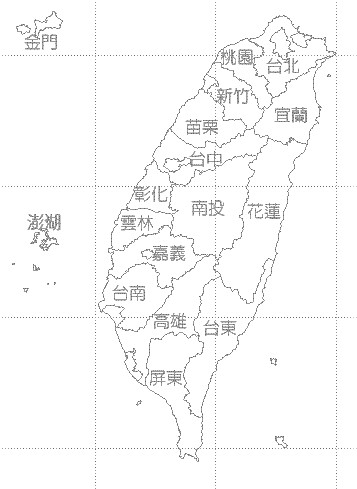 金門
桃園
台北
新竹
宜蘭
苗栗
台中
彰化
南投
花蓮
雲林
澎湖
嘉義
台南
高雄
台東
屏東